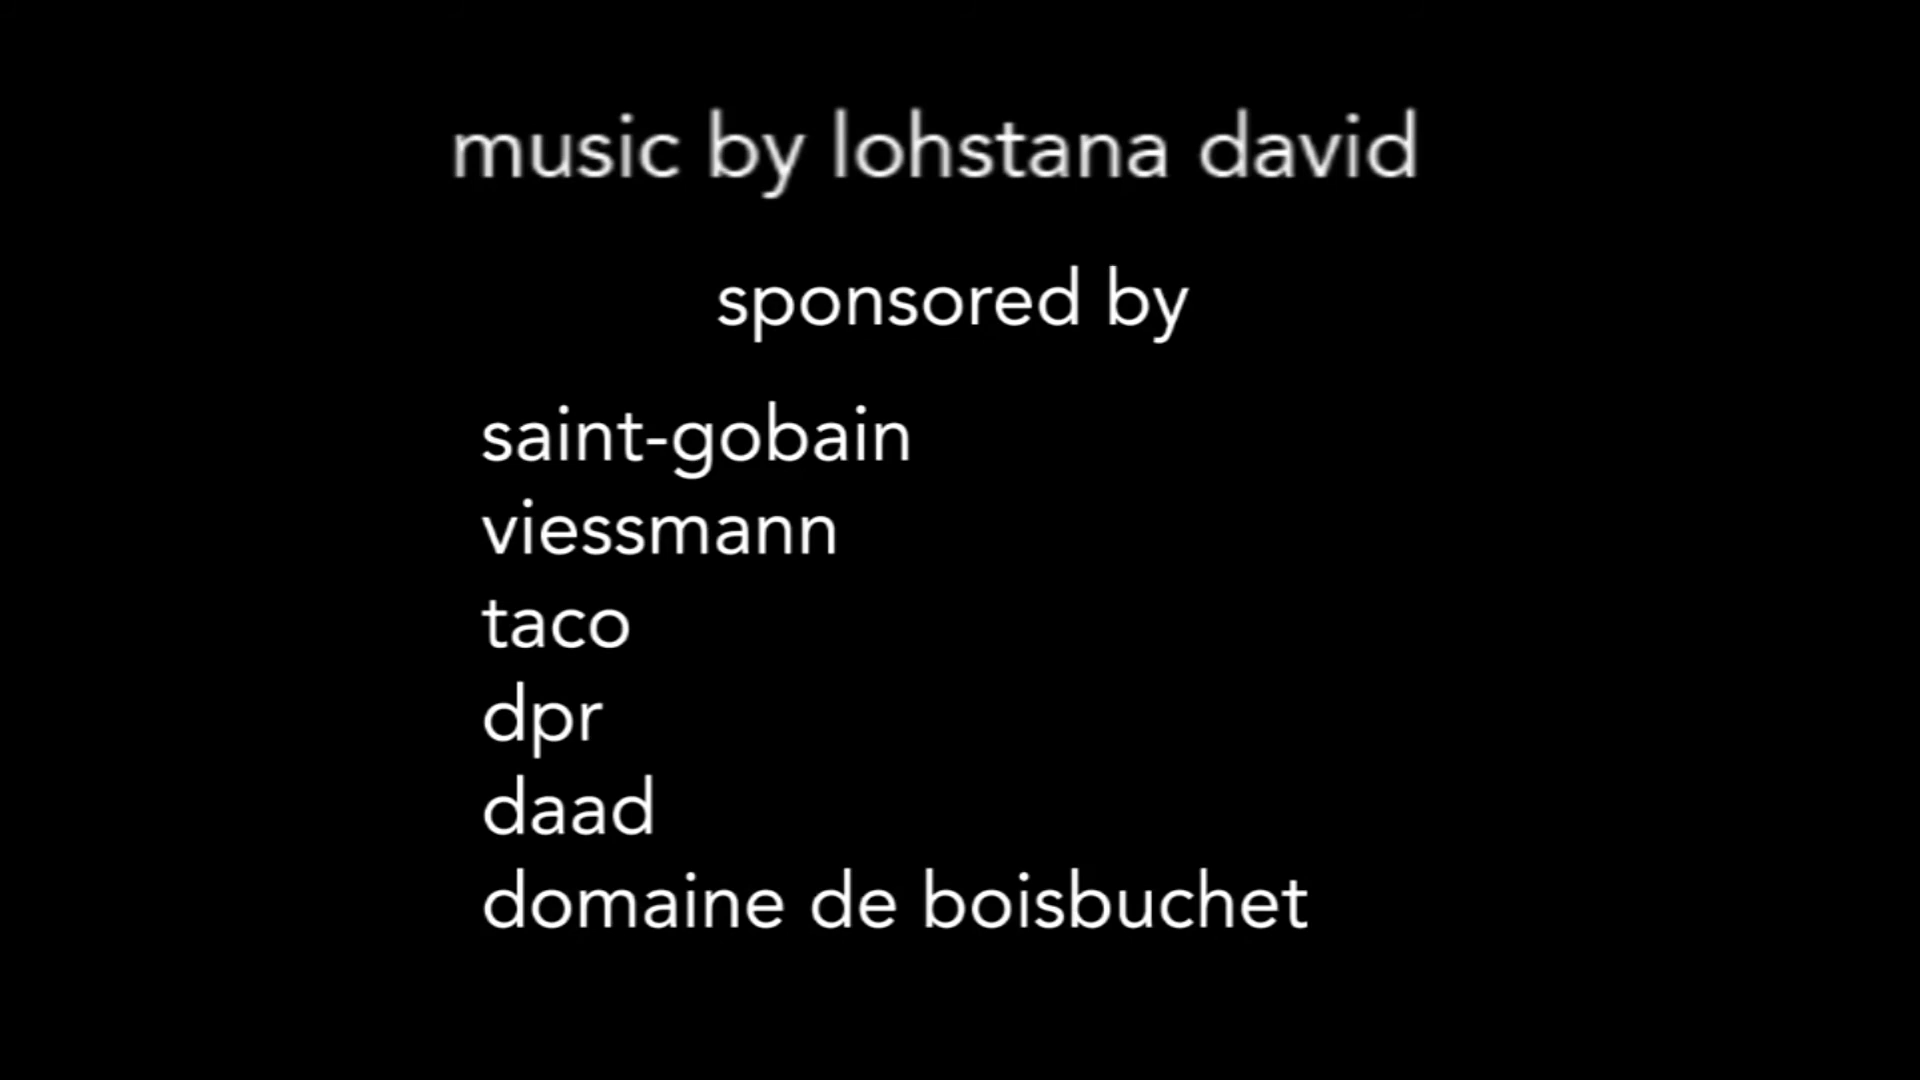 music by lohstana david
sponsored by
saint-gobain
viessmann
taco
dpr
daad
domaine de boisbuchet